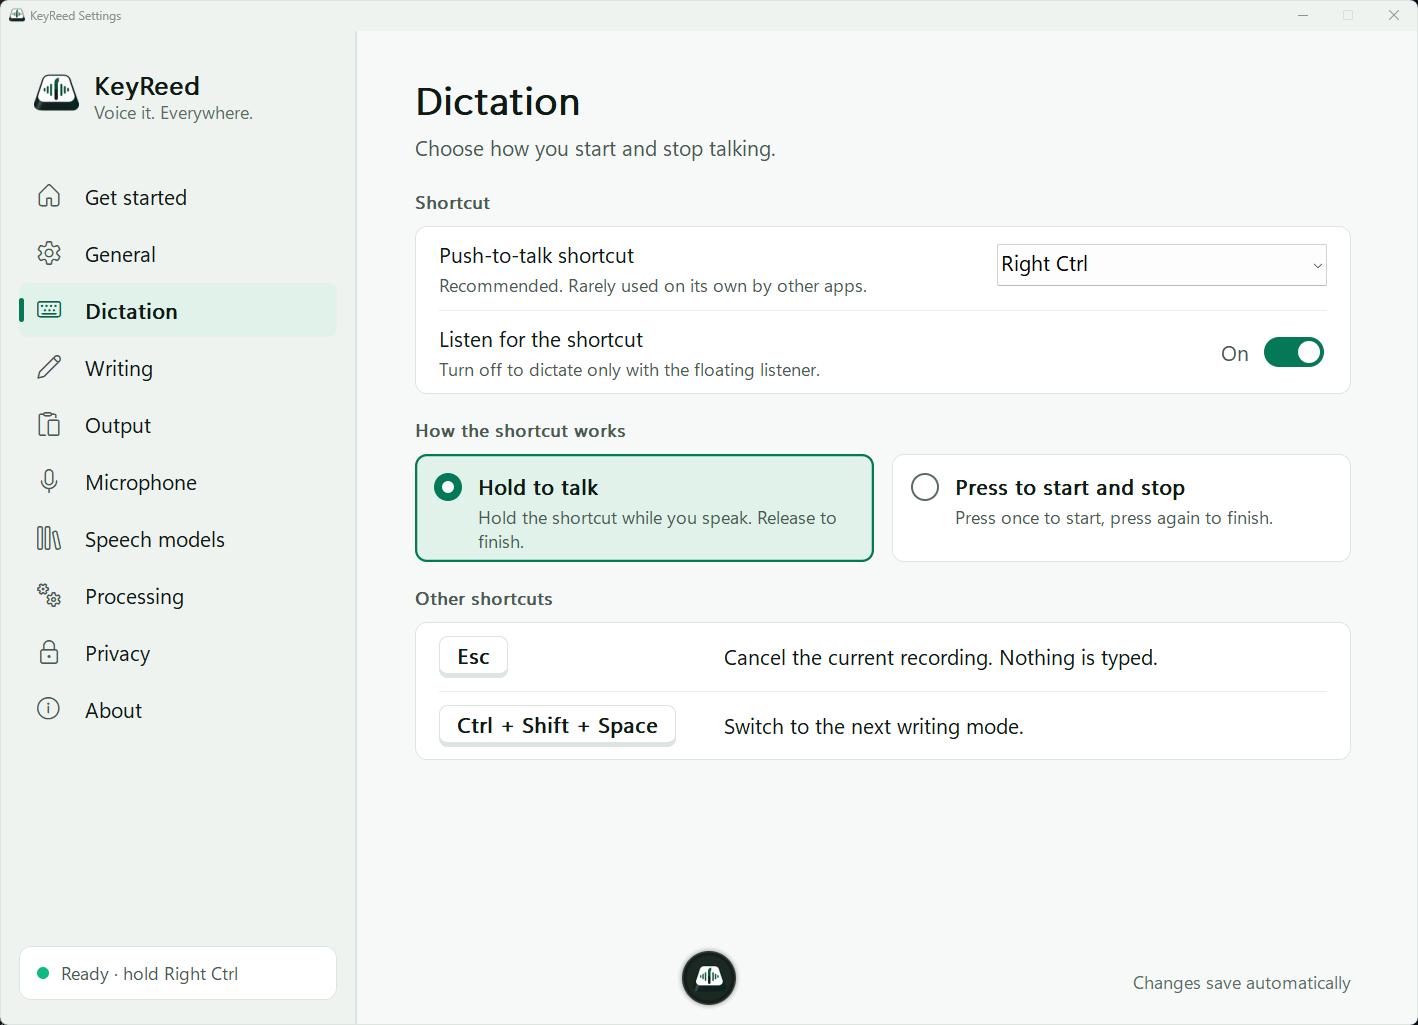 KeyReed Settings
KeyReed
Voice it. Everywhere.
Get started
General
Dictation
Writing
Output
Microphone
Speech models
Processing
Privacy
About
Ready · hold Right Ctrl
Dictation
Choose how you start and stop talking.
Shortcut
Push-to-talk shortcut
Recommended. Rarely used on its own by other apps.
Right Ctrl
Listen for the shortcut
Turn off to dictate only with the floating listener.
On
How the shortcut works
Hold to talk
Hold the shortcut while you speak. Release to
finish.
Press to start and stop
Press once to start, press again to finish.
Other shortcuts
Esc
Cancel the current recording. Nothing is typed.
Ctrl + Shift + Space
Switch to the next writing mode.
Changes save automatically